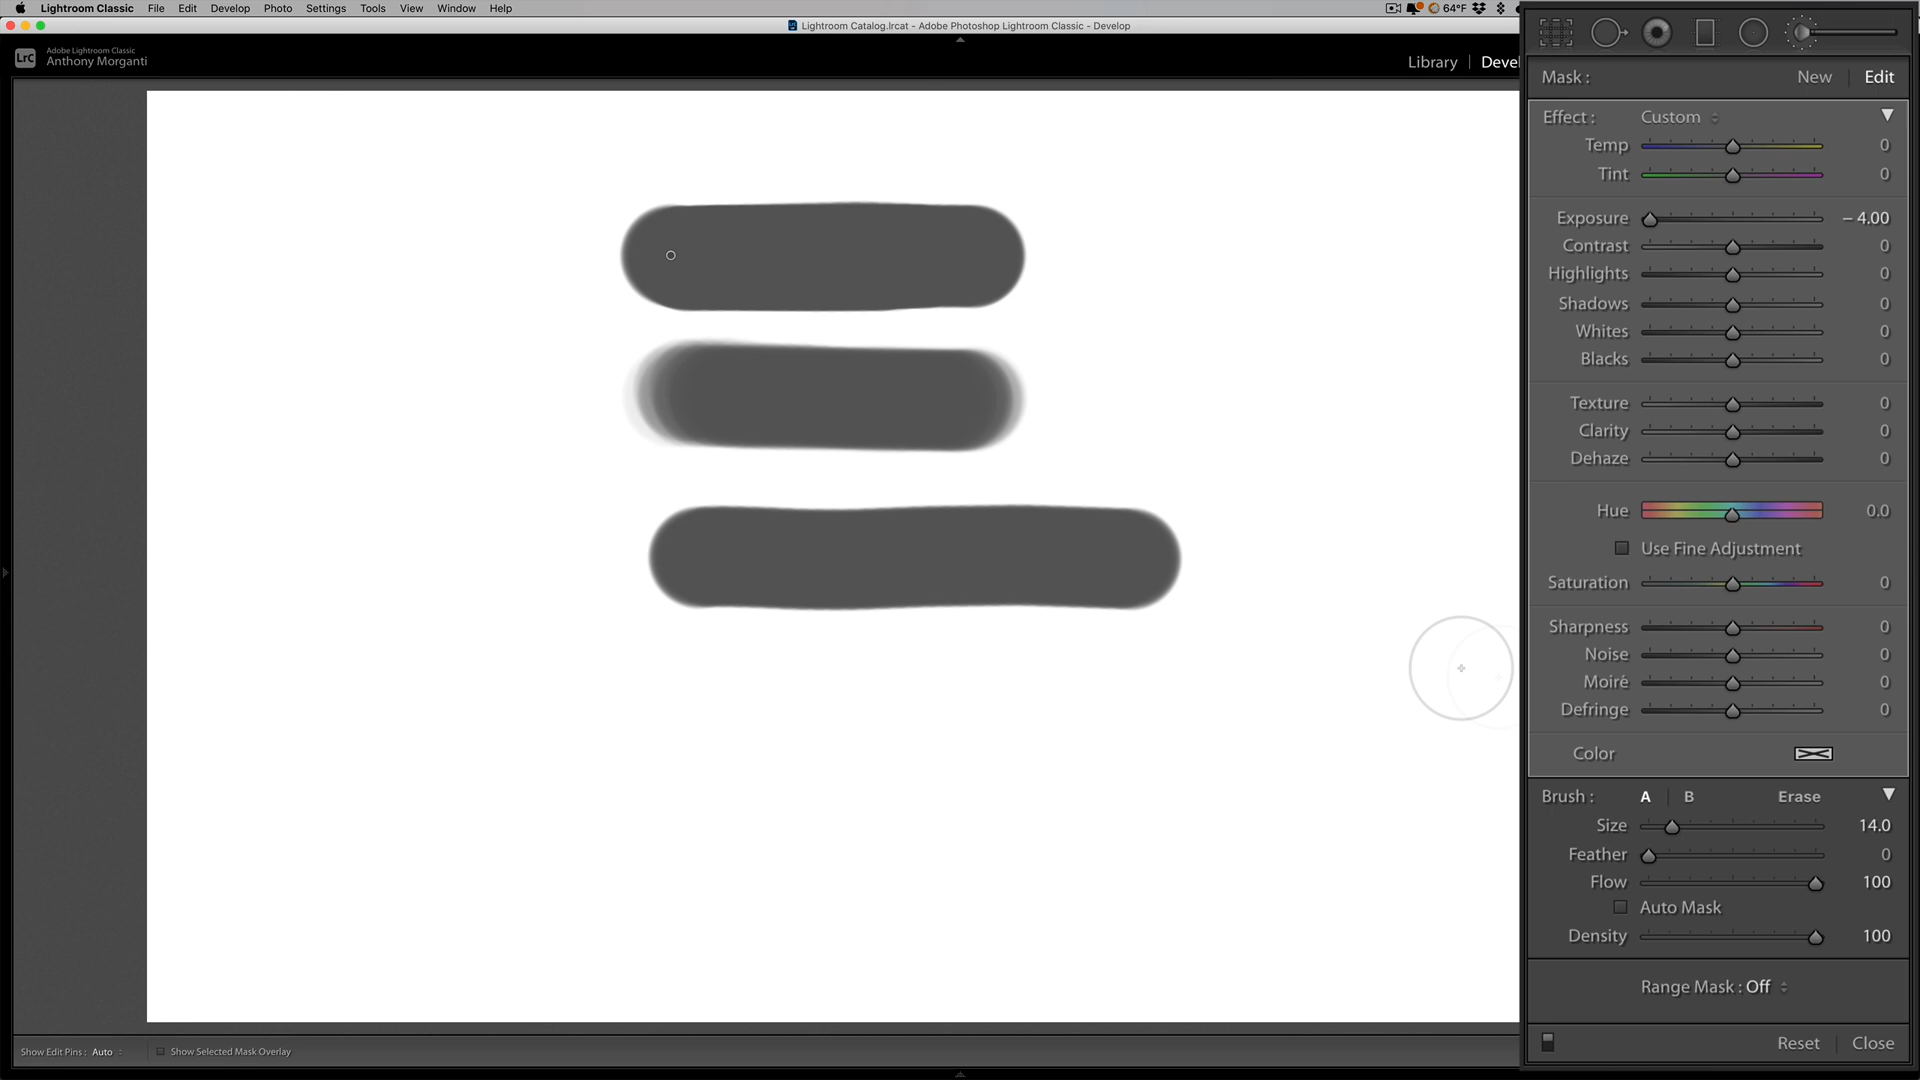 Lightroom Classic File Edit Develop Photo Settings Tools View Window Help 64°F
Lightroom Catalog.lrcat - Adobe Photoshop Lightroom Classic - Develop
LrC
Adobe Lightroom Classic
Anthony Morganti
Library | Devel
Mask : New Edit
Effect : Custom
Temp 0
Tint 0
Exposure – 4.00
Contrast 0
Highlights 0
Shadows 0
Whites 0
Blacks 0
Texture 0
Clarity 0
Dehaze 0
Hue 0.0
Use Fine Adjustment
Saturation 0
Sharpness 0
Noise 0
Moiré 0
Defringe 0
Color
Brush : A B Erase
Size 14.0
Feather 0
Flow 100
Auto Mask
Density 100
Range Mask : Off
Show Edit Pins : Auto Show Selected Mask Overlay
Reset Close